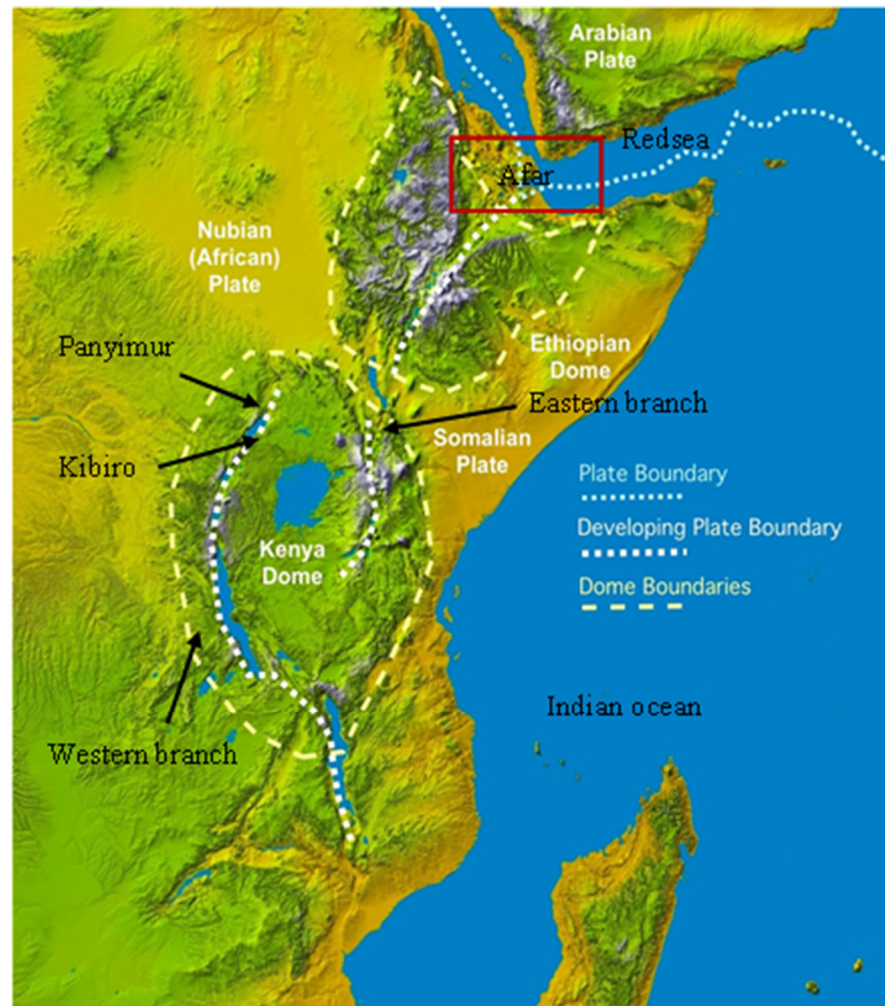 Arabian
Plate
Redsea
Afar
Nubian
(African)
Plate
Panyimur
Ethiopian
Dome
Eastern branch
Somalian
Plate
Kibiro
Plate Boundary
Developing Plate Boundary
Kenya
Dome
Dome Boundaries
Indian ocean
Western branch